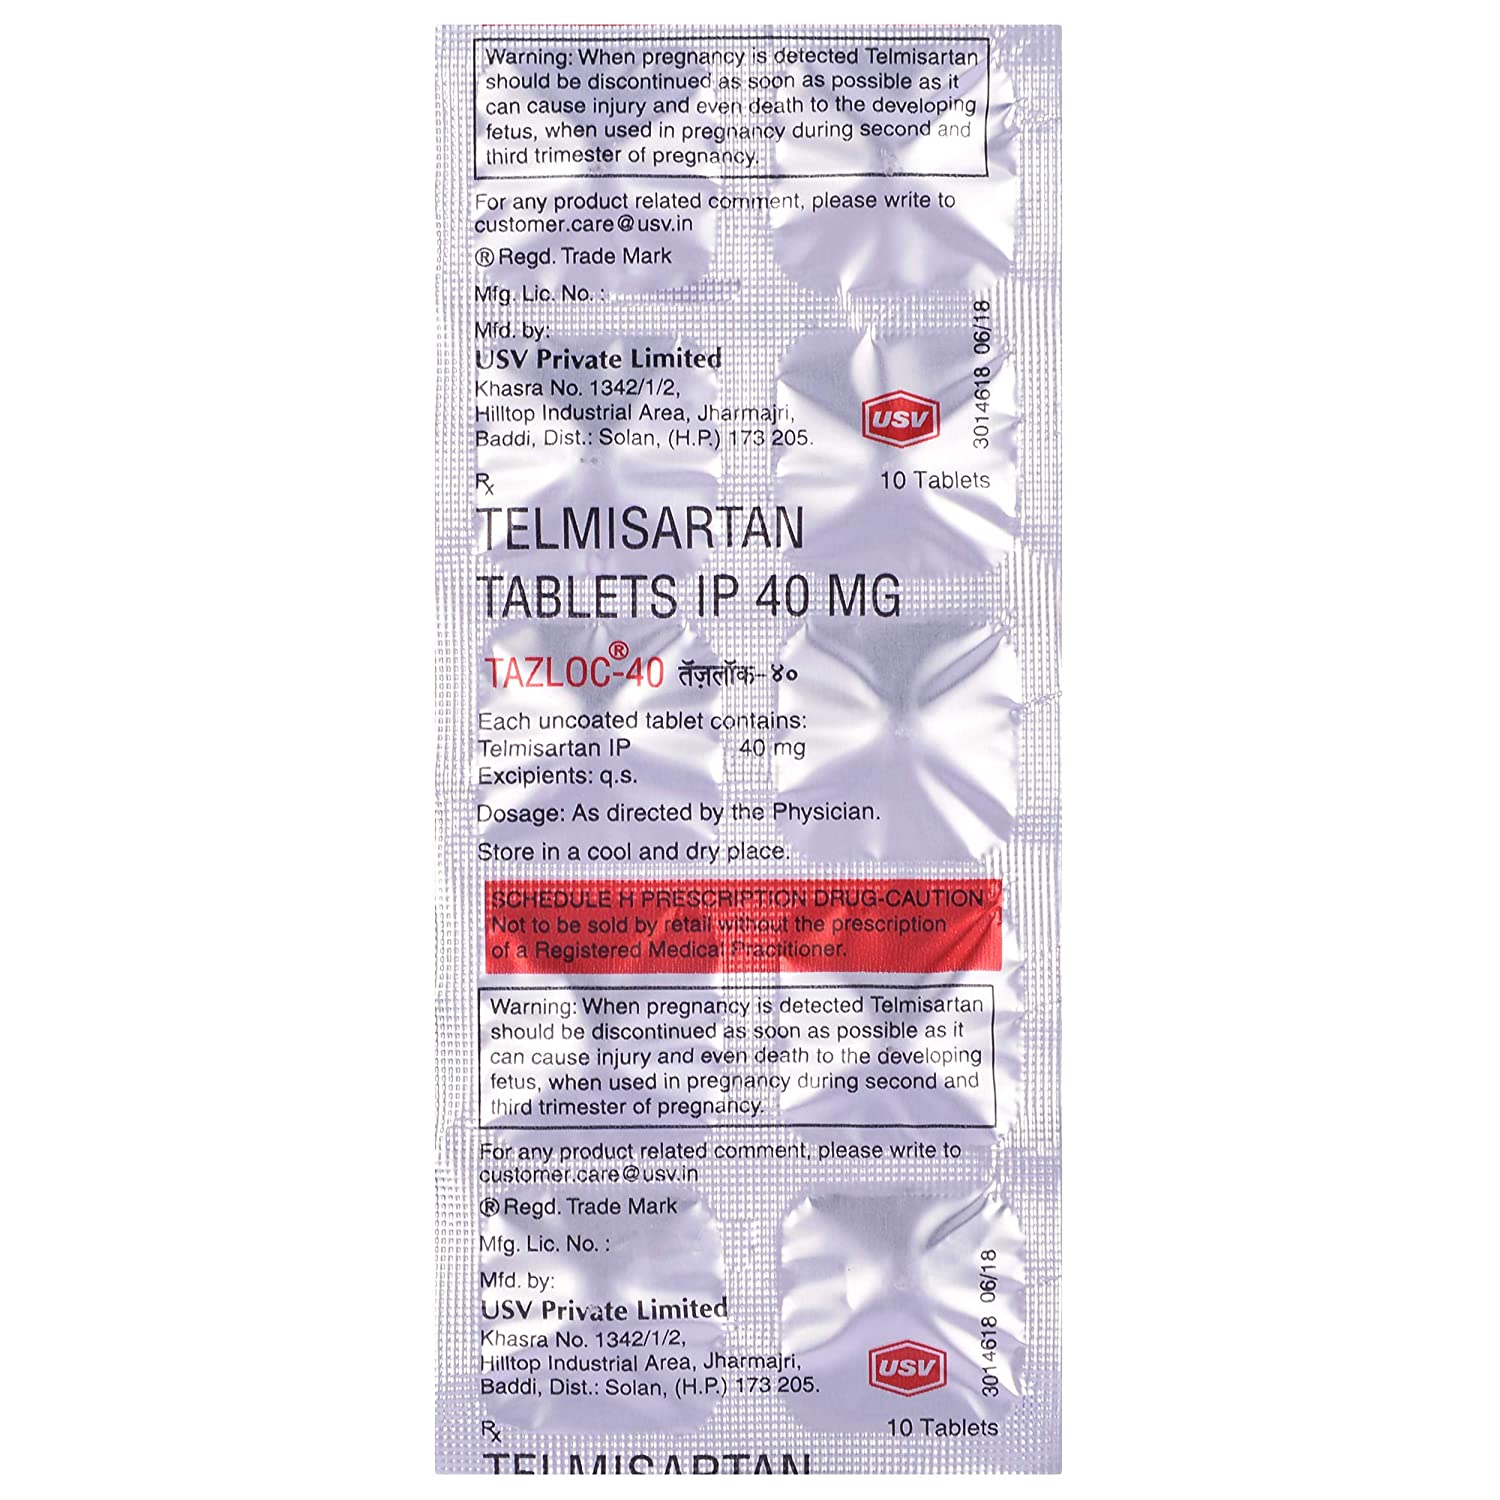 Warning: When pregnancy is detected Telmisartan
should be discontinued as soon as possible as it
can cause injury and even death to the developing
fetus, when used in pregnancy during second and
third trimester of pregnancy.
For any product related comment, please write to
customer.care@usv.in
® Regd. Trade Mark
Mfg. Lic. No. :
Mfd. by:
USV Private Limited
Khasra No. 1342/1/2,
Hilltop Industrial Area, Jharmajri,
Baddi, Dist.: Solan, (H.P.) 173 205.
USV
3014618 06/18
Rx
10 Tablets
TELMISARTAN
TABLETS IP 40 MG
TAZLOC®-40 तॅज़लॉक-४०
Each uncoated tablet contains:
Telmisartan IP 40 mg
Excipients: q.s.
Dosage: As directed by the Physician.
Store in a cool and dry place.
SCHEDULE H PRESCRIPTION DRUG-CAUTION
Not to be sold by retail without the prescription
of a Registered Medical Practitioner.
Warning: When pregnancy is detected Telmisartan
should be discontinued as soon as possible as it
can cause injury and even death to the developing
fetus, when used in pregnancy during second and
third trimester of pregnancy.
For any product related comment, please write to
customer.care@usv.in
® Regd. Trade Mark
Mfg. Lic. No. :
Mfd. by:
USV Private Limited
Khasra No. 1342/1/2,
Hilltop Industrial Area, Jharmajri,
Baddi, Dist.: Solan, (H.P.) 173 205.
USV
3014618 06/18
Rx
10 Tablets
TELMISARTAN